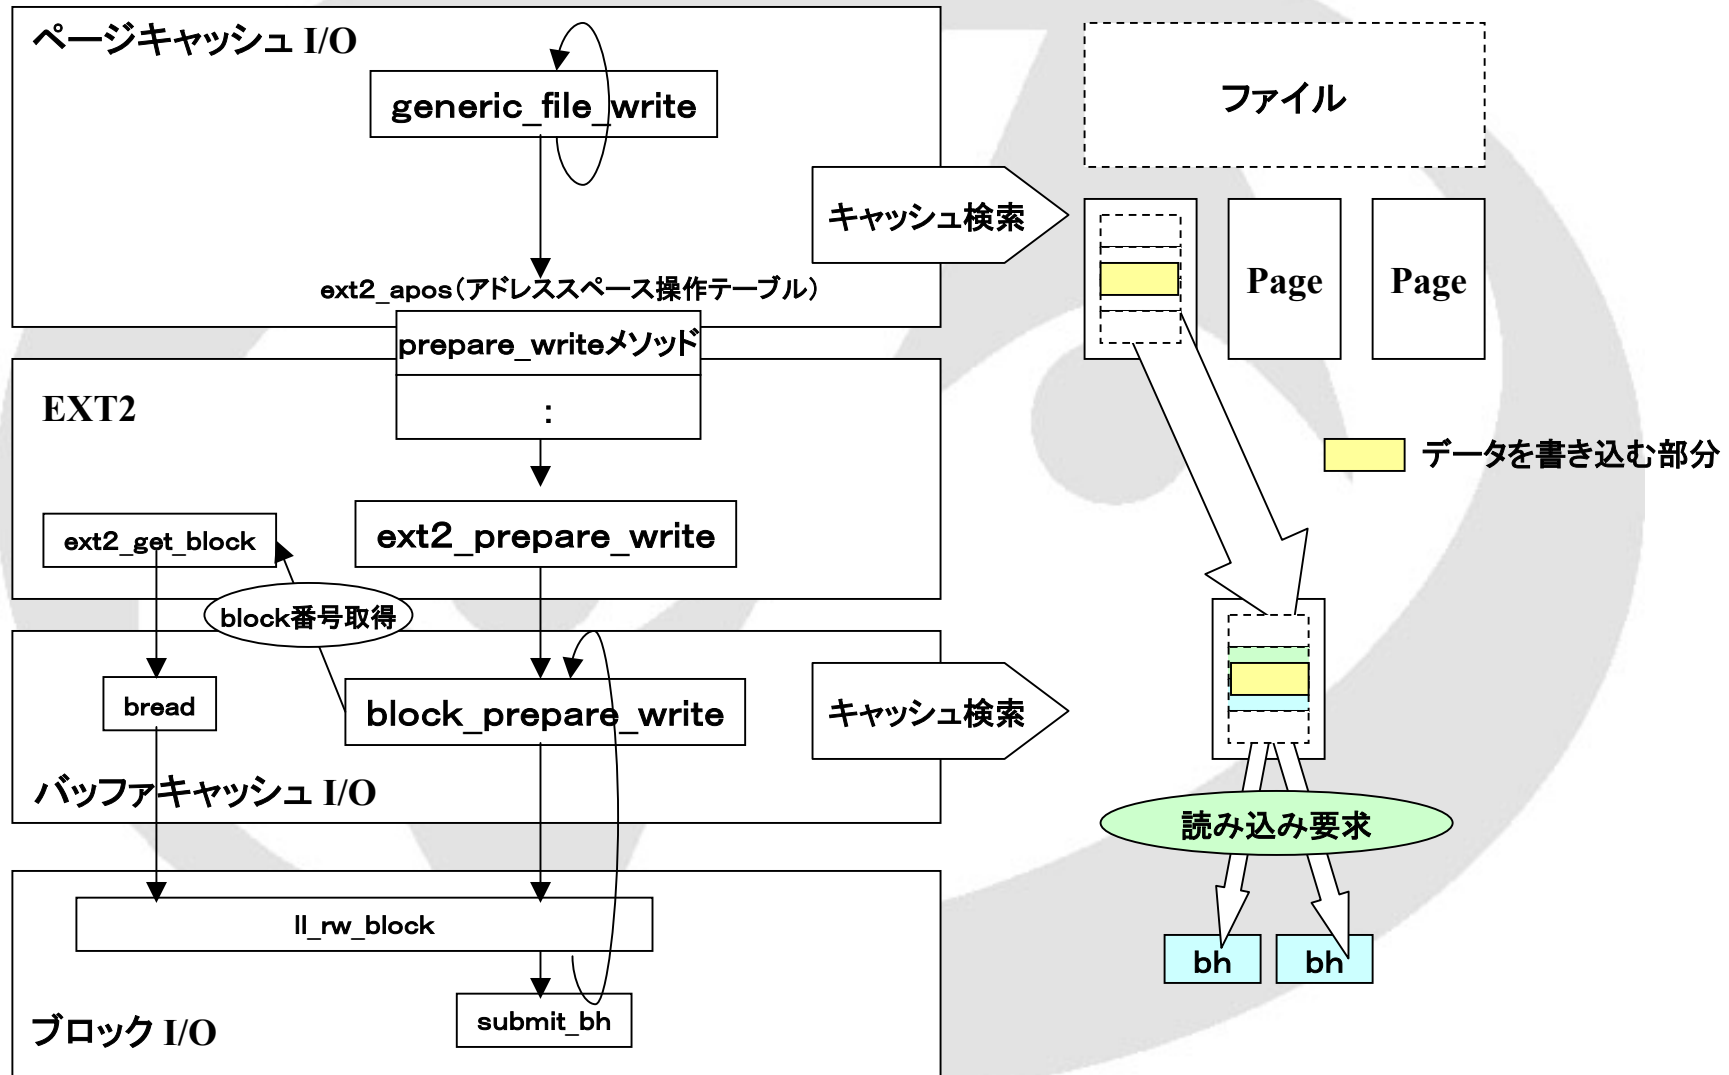 ページキャッシュ I/O
generic_file_write
ext2_apos(アドレススペース操作テーブル)
prepare_writeメソッド
:
EXT2
ext2_get_block
ext2_prepare_write
block番号取得
bread
block_prepare_write
バッファキャッシュ I/O
ll_rw_block
submit_bh
ブロック I/O
ファイル
キャッシュ検索
Page
Page
データを書き込む部分
キャッシュ検索
読み込み要求
bh
bh